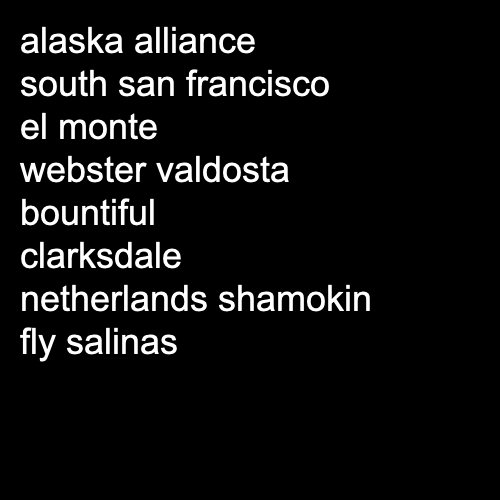 alaska alliance
south san francisco
el monte
webster valdosta
bountiful
clarksdale
netherlands shamokin
fly salinas